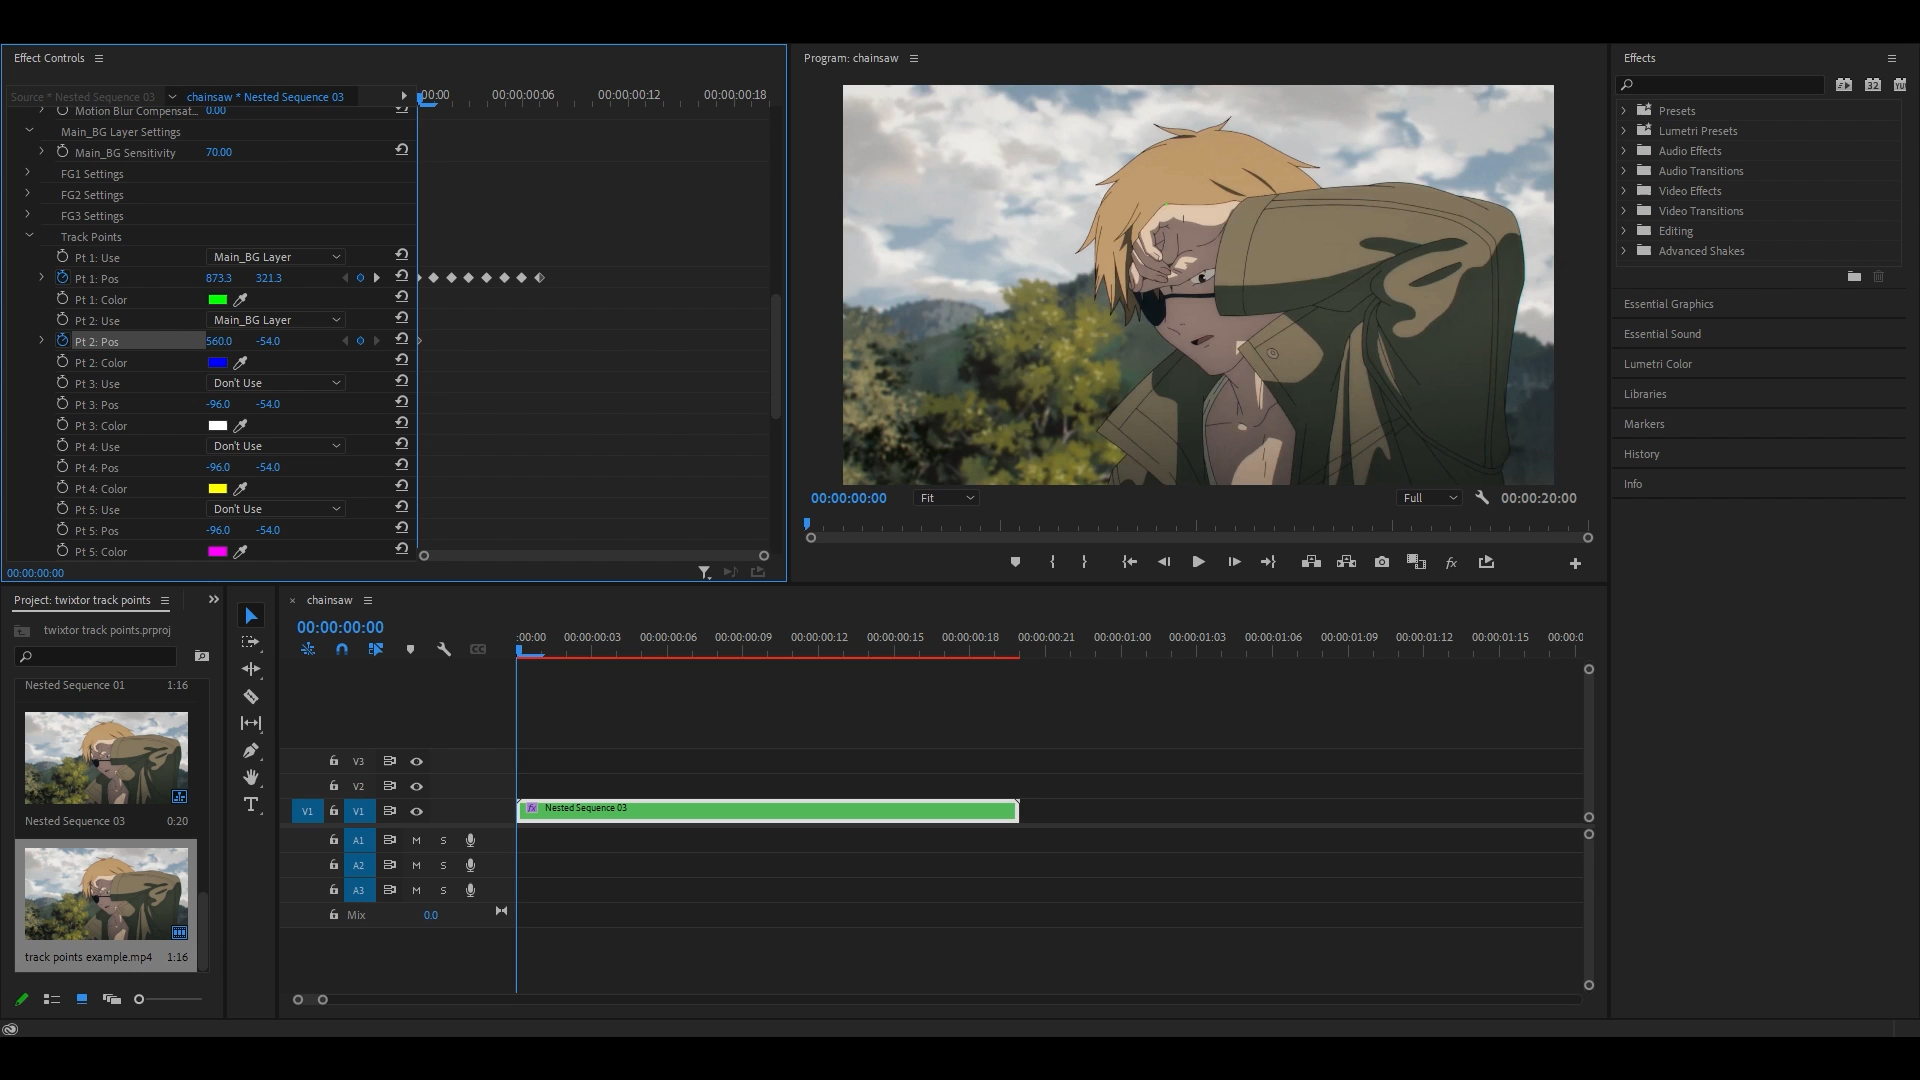 Effect Controls
Source * Nested Sequence 03
chainsaw * Nested Sequence 03
:00:00
00:00:00:06
00:00:00:12
00:00:00:18
Motion Blur Compensat... 0.00
Main_BG Layer Settings
Main_BG Sensitivity 70.00
FG1 Settings
FG2 Settings
FG3 Settings
Track Points
Pt 1: Use Main_BG Layer
Pt 1: Pos 873.3 321.3
Pt 1: Color
Pt 2: Use Main_BG Layer
Pt 2: Pos 560.0 -54.0
Pt 2: Color
Pt 3: Use Don't Use
Pt 3: Pos -96.0 -54.0
Pt 3: Color
Pt 4: Use Don't Use
Pt 4: Pos -96.0 -54.0
Pt 4: Color
Pt 5: Use Don't Use
Pt 5: Pos -96.0 -54.0
Pt 5: Color
00:00:00:00
Program: chainsaw
00:00:00:00
Fit
Full
00:00:20:00
fx
Effects
32
YU
Presets
Lumetri Presets
Audio Effects
Audio Transitions
Video Effects
Video Transitions
Editing
Advanced Shakes
Essential Graphics
Essential Sound
Lumetri Color
Libraries
Markers
History
Info
Project: twixtor track points
twixtor track points.prproj
Nested Sequence 01 1:16
Nested Sequence 03 0:20
track points example.mp4 1:16
T
× chainsaw
00:00:00:00
CC
:00:00
00:00:00:03
00:00:00:06
00:00:00:09
00:00:00:12
00:00:00:15
00:00:00:18
00:00:00:21
00:00:01:00
00:00:01:03
00:00:01:06
00:00:01:09
00:00:01:12
00:00:01:15
00:00:0
V3
V2
V1 V1
fx Nested Sequence 03
A1 M S
A2 M S
A3 M S
Mix 0.0